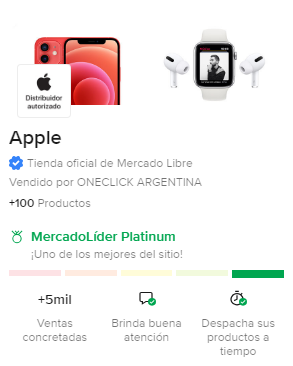 Distribuidor
autorizado
Apple
Tienda oficial de Mercado Libre
Vendido por ONECLICK ARGENTINA
+100 Productos
MercadoLíder Platinum
¡Uno de los mejores del sitio!
+5mil
Ventas
concretadas
Brinda buena
atención
Despacha sus
productos a
tiempo